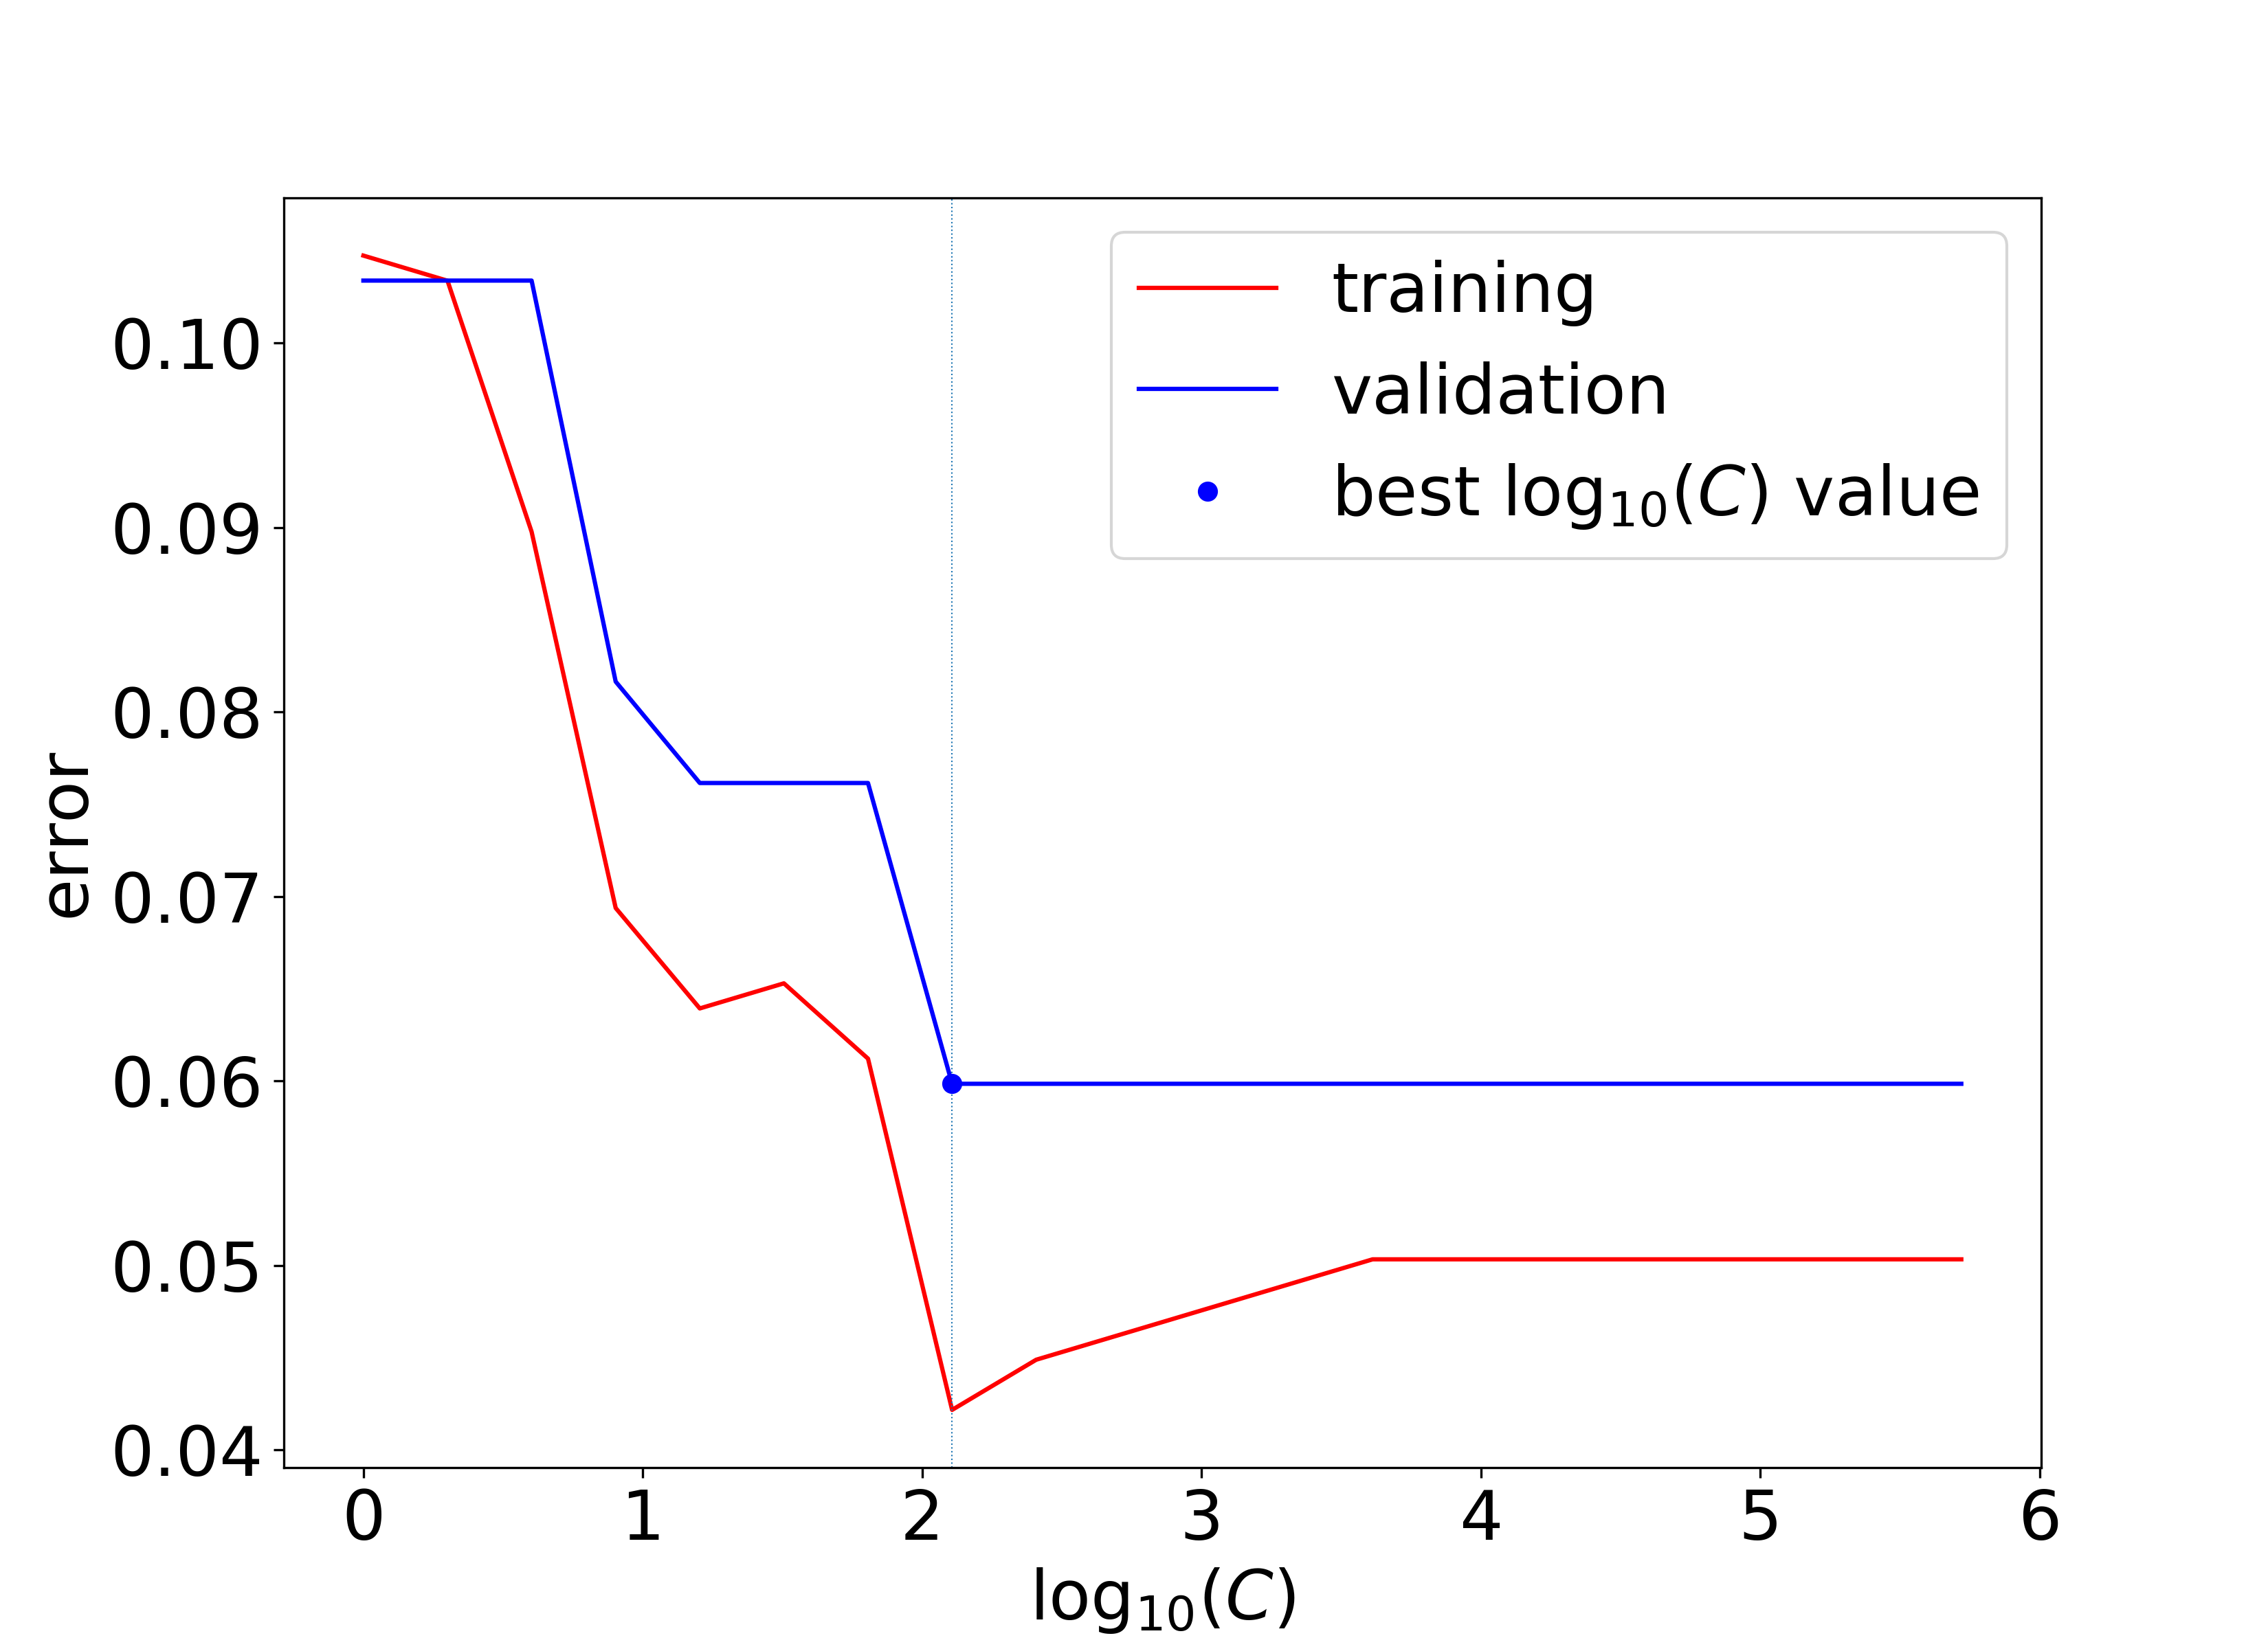 training
validation
best log₁₀(C) value
0.10
0.09
0.08
0.07
0.06
0.05
0.04
error
0 1 2 3 4 5 6
log₁₀(C)